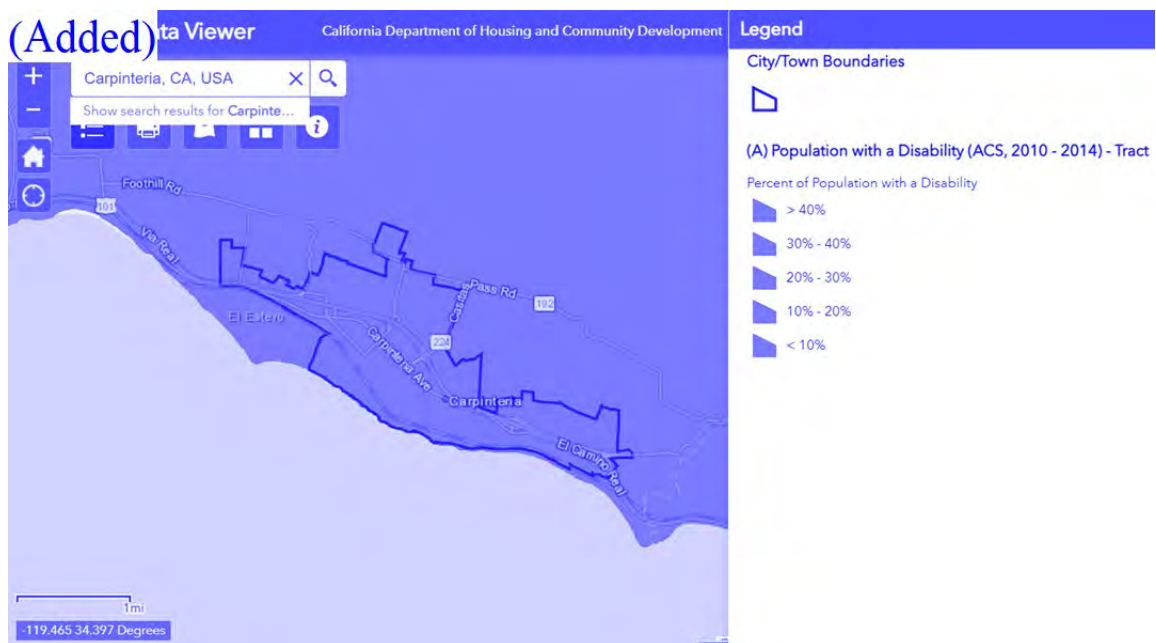 (Added)
ta Viewer
California Department of Housing and Community Development
Carpinteria, CA, USA
Show search results for Carpinte...
Foothill Rd
101
Via Real
El Estero
Casitas
Pass Rd
192
224
Carpinteria Ave
Carpinteria
El Camino Real
1mi
-119.465 34.397 Degrees
Legend
City/Town Boundaries
(A) Population with a Disability (ACS, 2010 - 2014) - Tract
Percent of Population with a Disability
> 40%
30% - 40%
20% - 30%
10% - 20%
< 10%